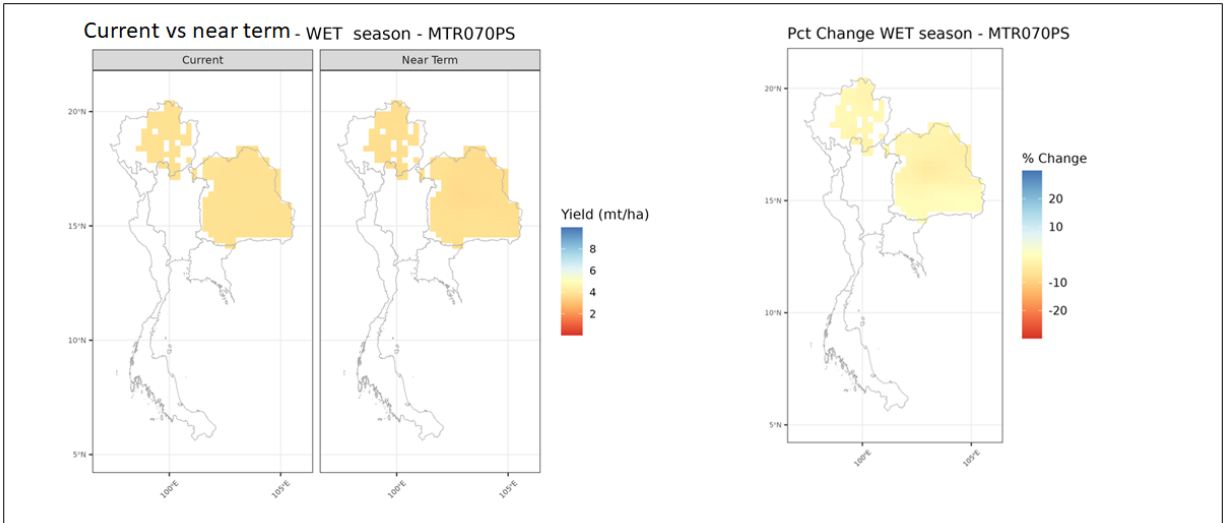 Current vs near term - WET season - MTR070PS
Current
Near Term
20°N
15°N
10°N
5°N
100°E
105°E
100°E
105°E
Yield (mt/ha)
8
6
4
2
Pct Change WET season - MTR070PS
20°N
15°N
10°N
5°N
100°E
105°E
% Change
20
10
-10
-20